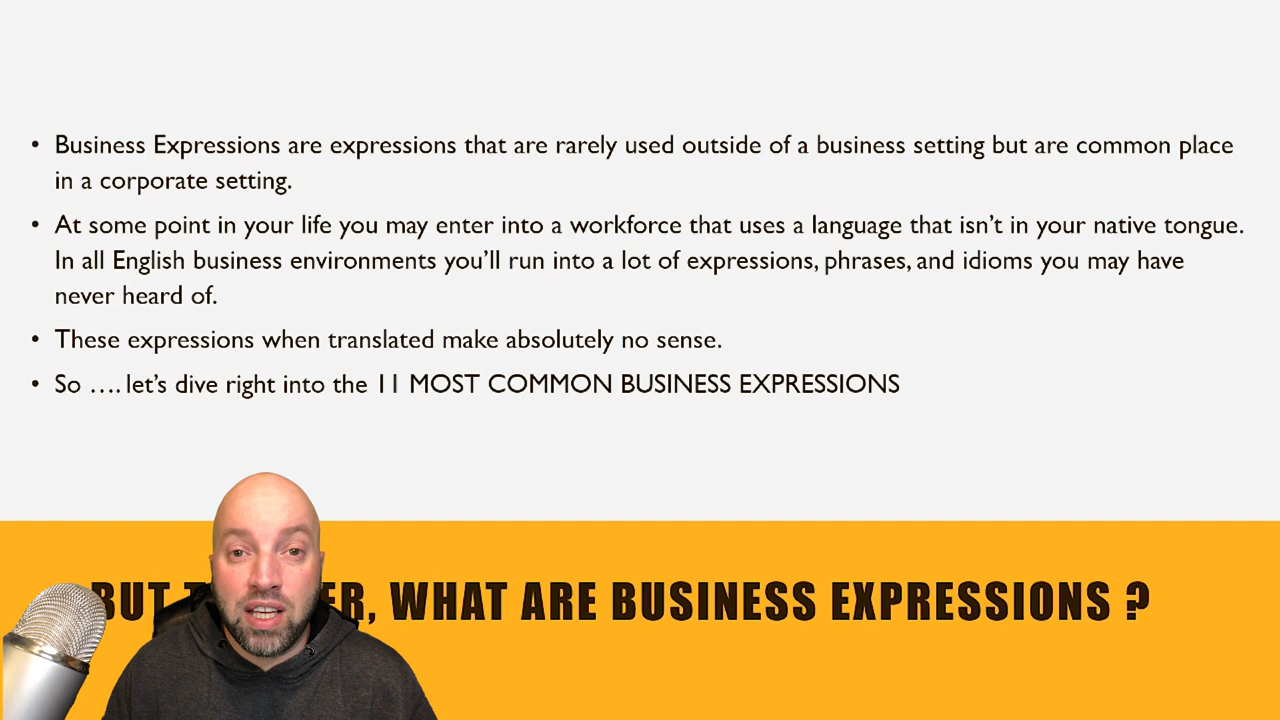 • Business Expressions are expressions that are rarely used outside of a business setting but are common place
in a corporate setting.
• At some point in your life you may enter into a workforce that uses a language that isn't in your native tongue.
In all English business environments you'll run into a lot of expressions, phrases, and idioms you may have
never heard of.
• These expressions when translated make absolutely no sense.
• So …. let's dive right into the 11 MOST COMMON BUSINESS EXPRESSIONS
BUT WHAT ARE BUSINESS EXPRESSIONS ?